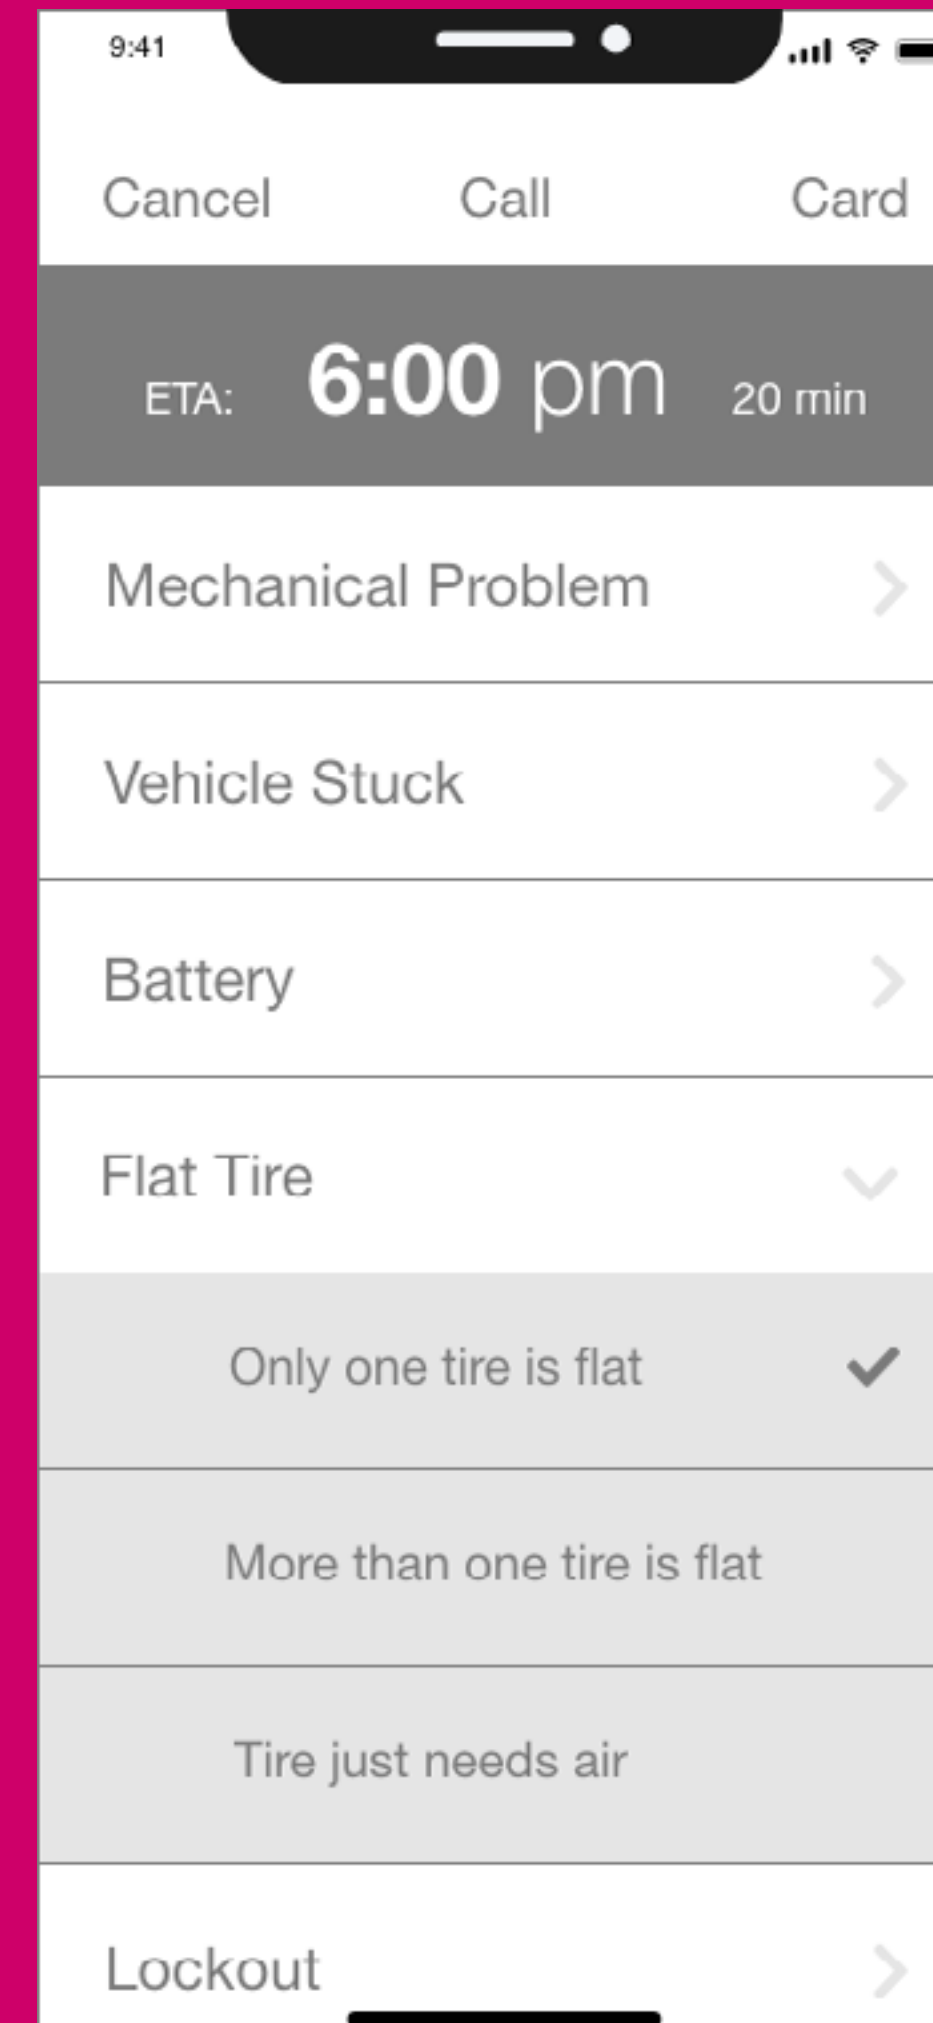 9:41
Cancel Call Card
ETA: 6:00 pm 20 min
Mechanical Problem
Vehicle Stuck
Battery
Flat Tire
Only one tire is flat
More than one tire is flat
Tire just needs air
Lockout